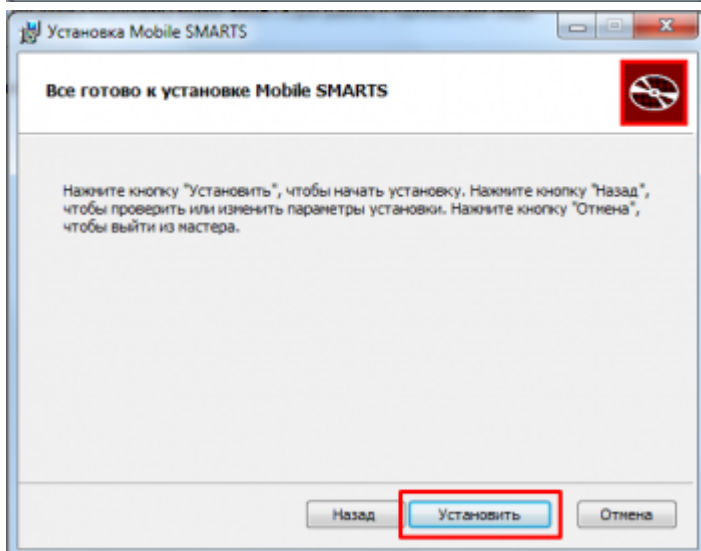 Установка Mobile SMARTS
Все готово к установке Mobile SMARTS
Нажмите кнопку "Установить", чтобы начать установку. Нажмите кнопку "Назад",
чтобы проверить или изменить параметры установки. Нажмите кнопку "Отмена",
чтобы выйти из мастера.
Назад
Установить
Отмена